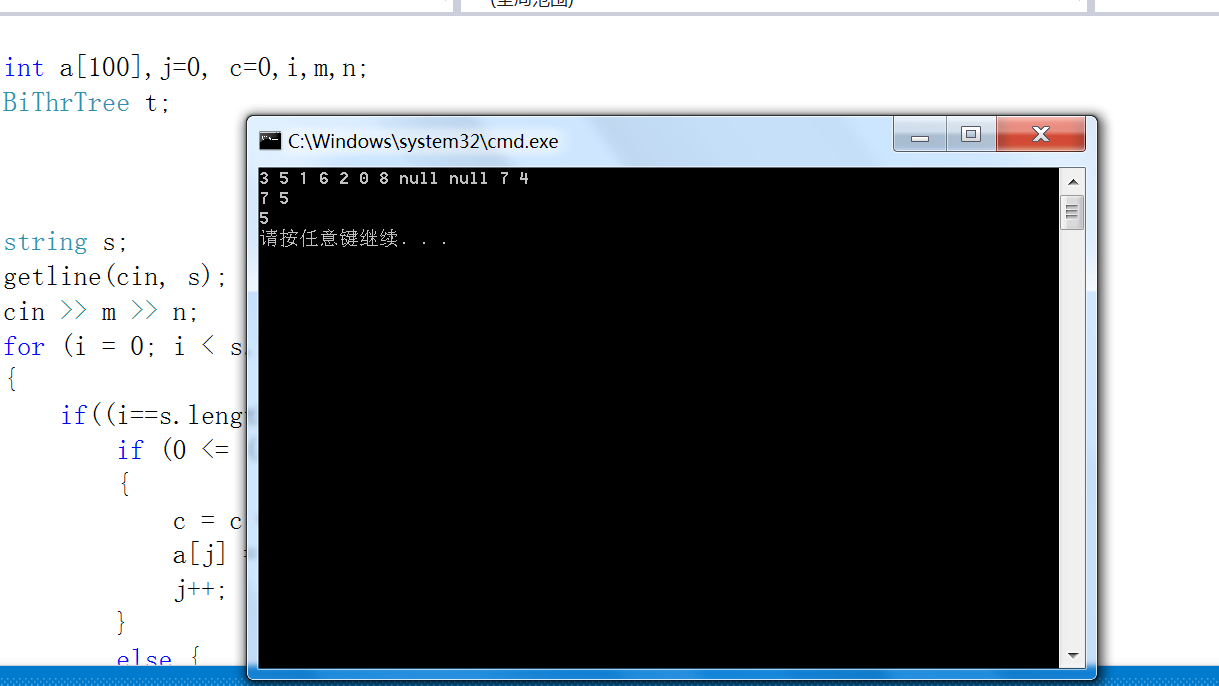 (全局范围)
int a[100],j=0, c=0,i,m,n;
BiThrTree t;
string s;
getline(cin, s);
cin >> m >> n;
for (i = 0; i < s.
{
if((i==s.leng
if (0 <=
{
c = c
a[j] =
j++;
}
else {
C:\Windows\system32\cmd.exe
3 5 1 6 2 0 8 null null 7 4
7 5
5
请按任意键继续. . .